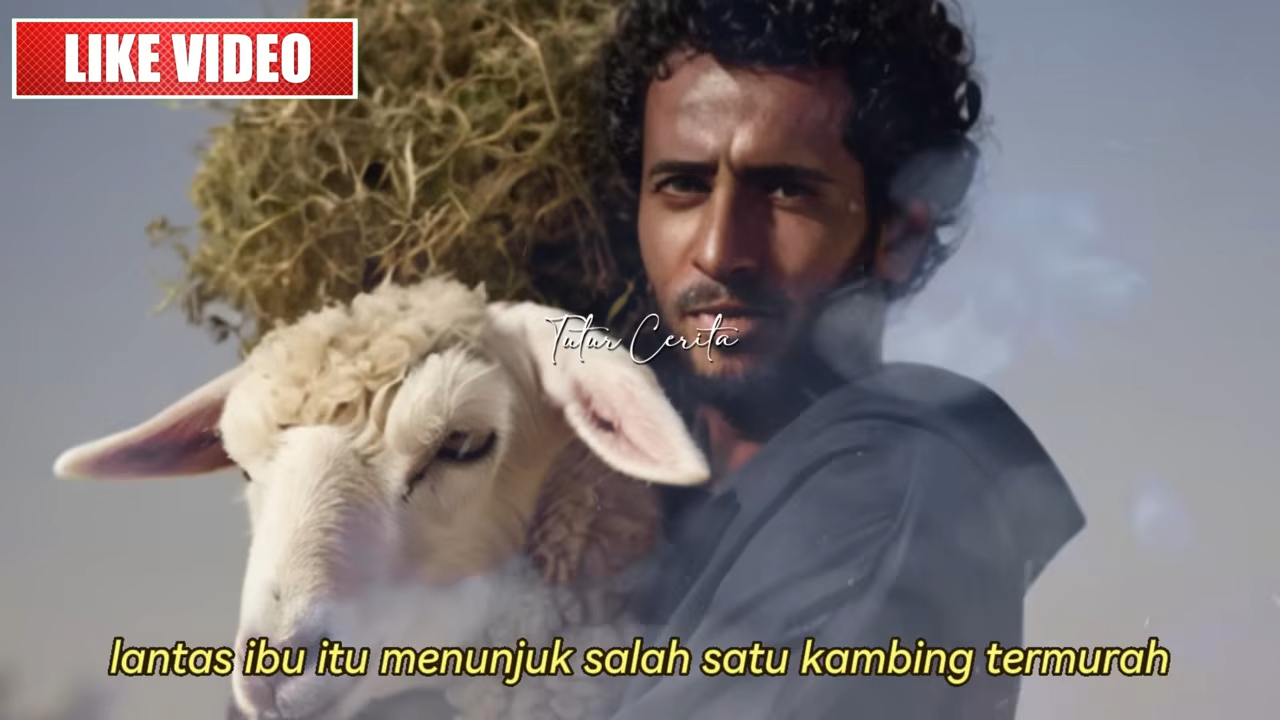 LIKE VIDEO
Tutur Cerita
lantas ibu itu menunjuk salah satu kambing termurah